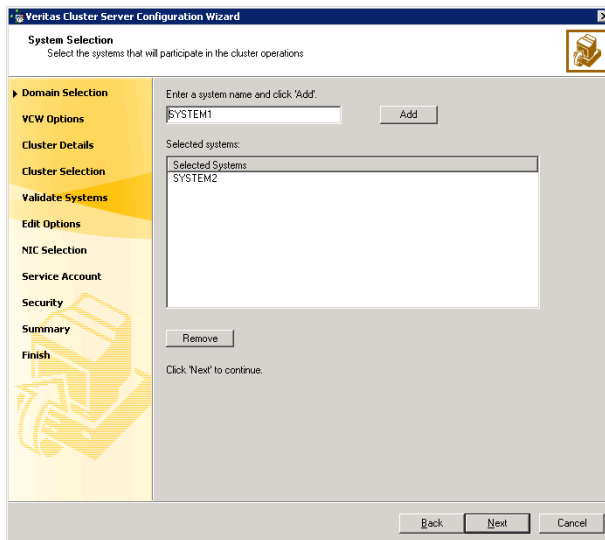 Veritas Cluster Server Configuration Wizard
System Selection
Select the systems that will participate in the cluster operations
Domain Selection
VCW Options
Cluster Details
Cluster Selection
Validate Systems
Edit Options
NIC Selection
Service Account
Security
Summary
Finish
Enter a system name and click 'Add'.
SYSTEM1
Add
Selected systems:
Selected Systems
SYSTEM2
Remove
Click 'Next' to continue.
Back
Next
Cancel